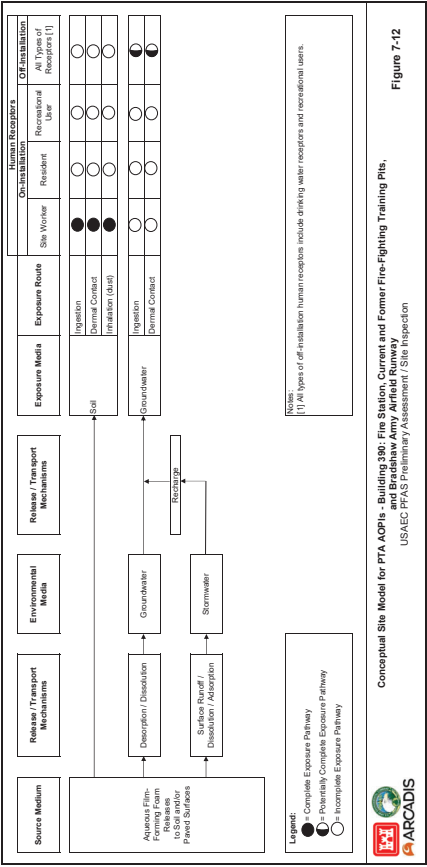 Source Medium
Release / Transport
Mechanisms
Environmental
Media
Release / Transport
Mechanisms
Exposure Media
Exposure Route
Human Receptors
On-Installation
Off-Installation
Site Worker
Resident
Recreational
User
All Types of
Receptors [1]
Aqueous Film-
Forming Foam
Releases
to Soil and/or
Paved Surfaces
Desorption / Dissolution
Surface Runoff /
Dissolution / Adsorption
Groundwater
Stormwater
Recharge
Soil
Ingestion
Dermal Contact
Inhalation (dust)
Groundwater
Ingestion
Dermal Contact
Legend:
= Complete Exposure Pathway
= Potentially Complete Exposure Pathway
= Incomplete Exposure Pathway
Notes:
[1] All types of off-installation human receptors include drinking water receptors and recreational users.
Conceptual Site Model for PTA AOPIs - Building 390: Fire Station, Current and Former Fire-Fighting Training Pits,
and Bradshaw Army Airfield Runway
USAEC PFAS Preliminary Assessment / Site Inspection
Figure 7-12
ARCADIS